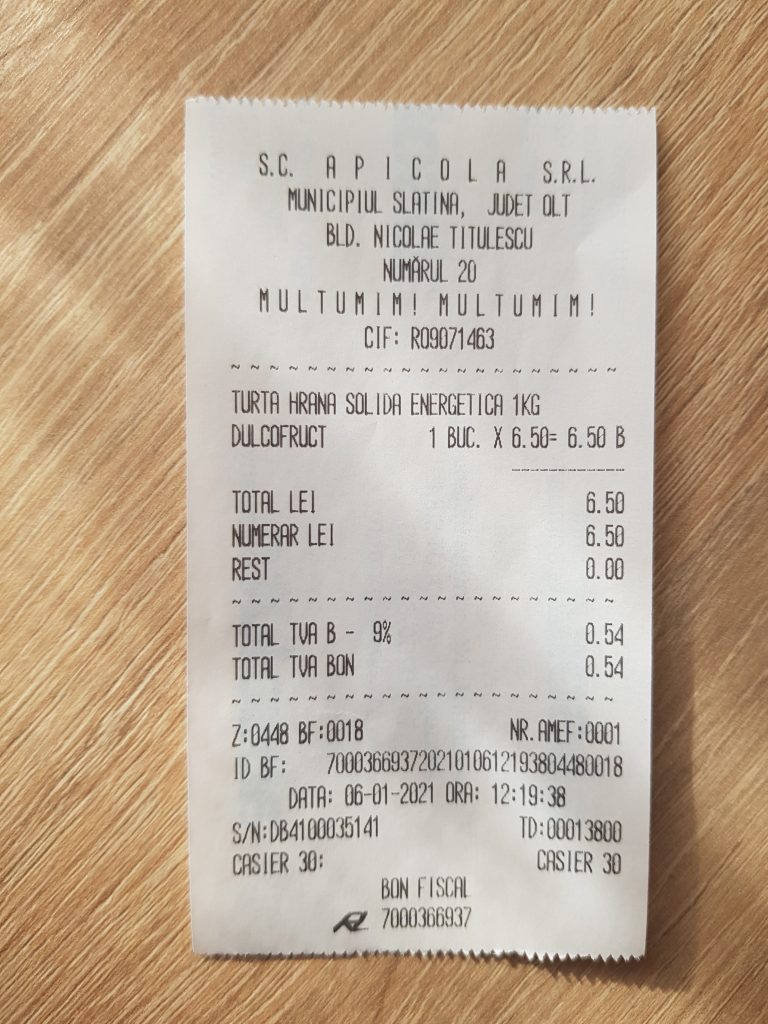 S.C. A P I C O L A S.R.L.
MUNICIPIUL SLATINA, JUDET OLT
BLD. NICOLAE TITULESCU
NUMĂRUL 20
M U L T U M I M ! M U L T U M I M !
CIF: RO9071463
~ ~ ~ ~ ~ ~ ~ ~ ~ ~ ~ ~ ~ ~ ~ ~ ~ ~ ~ ~ ~ ~
TURTA HRANA SOLIDA ENERGETICA 1KG
DULCOFRUCT 1 BUC. X 6.50= 6.50 B
------------
TOTAL LEI 6.50
NUMERAR LEI 6.50
REST 0.00
~ ~ ~ ~ ~ ~ ~ ~ ~ ~ ~ ~ ~ ~ ~ ~ ~ ~ ~ ~ ~ ~
TOTAL TVA B - 9% 0.54
TOTAL TVA BON 0.54
~ ~ ~ ~ ~ ~ ~ ~ ~ ~ ~ ~ ~ ~ ~ ~ ~ ~ ~ ~ ~ ~
Z:0448 BF:0018 NR.AMEF:0001
ID BF: 70003669372021010612193804480018
DATA: 06-01-2021 ORA: 12:19:38
S/N:DB4100035141 TD:00013800
CASIER 30: CASIER 30
BON FISCAL
7000366937